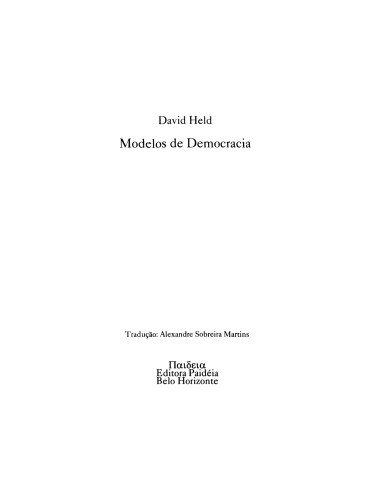 David Held
Modelos de Democracia
Tradução: Alexandre Sobreira Martins
Παιδεια
Editora Paidéia
Belo Horizonte